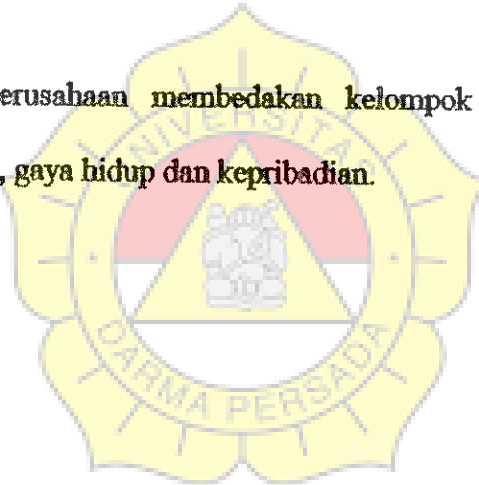 erusahaan membedakan kelompok
, gaya hidup dan kepribadian.
UNIVERSITAS
DARMA PERSADA